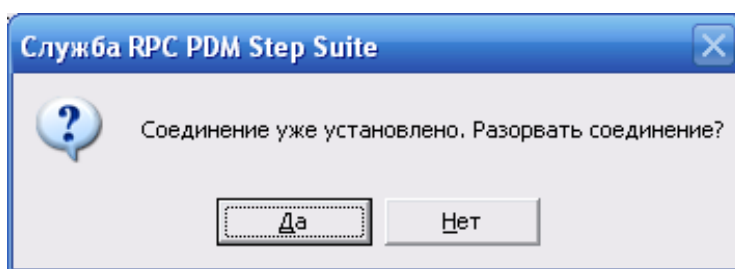 Служба RPC PDM Step Suite
Соединение уже установлено. Разорвать соединение?
Да
Нет